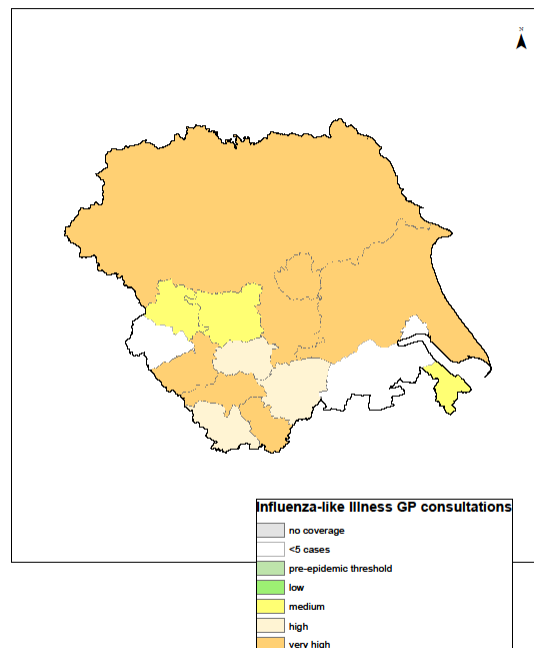 N
Influenza-like Illness GP consultations
no coverage
<5 cases
pre-epidemic threshold
low
medium
high
very high